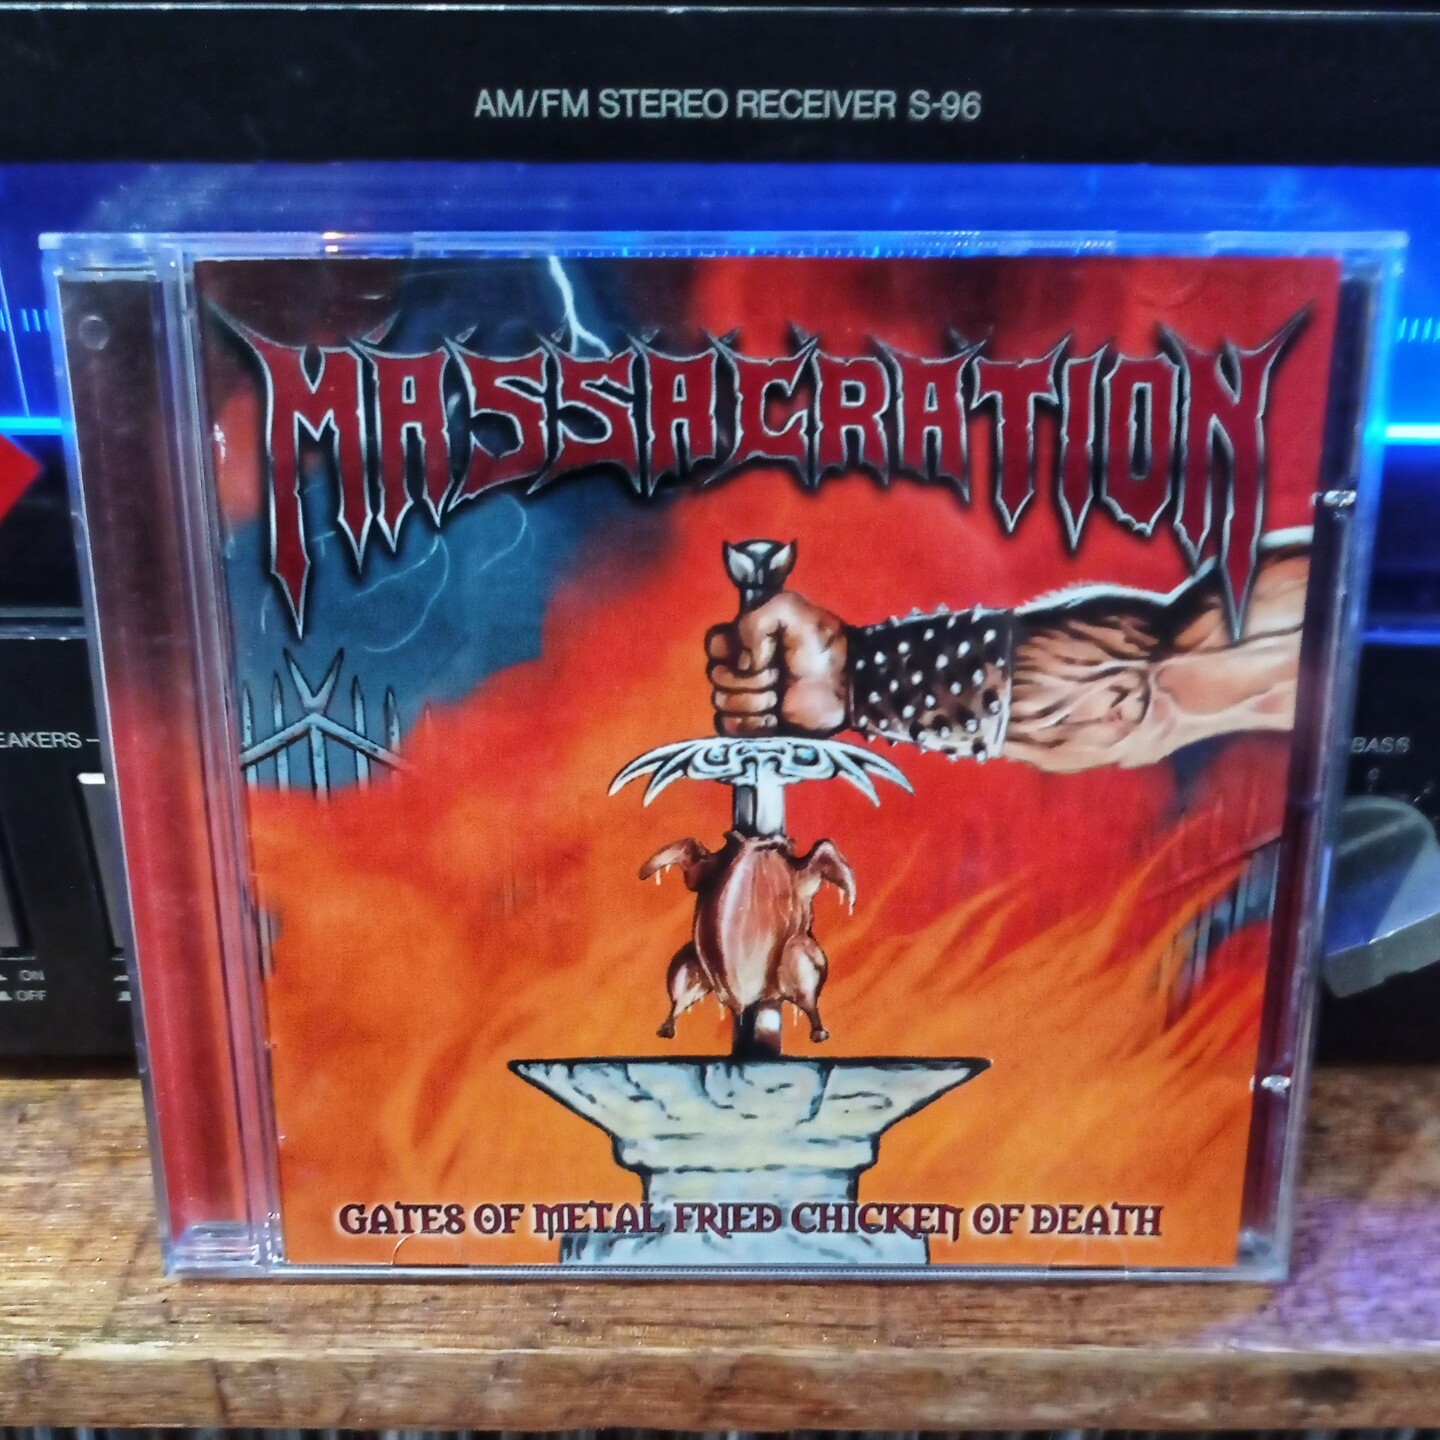 AM/FM STEREO RECEIVER S-96
MASSACRATION
EAKERS
BASS
ON
OFF
GATES OF METAL FRIED CHICKEN OF DEATH